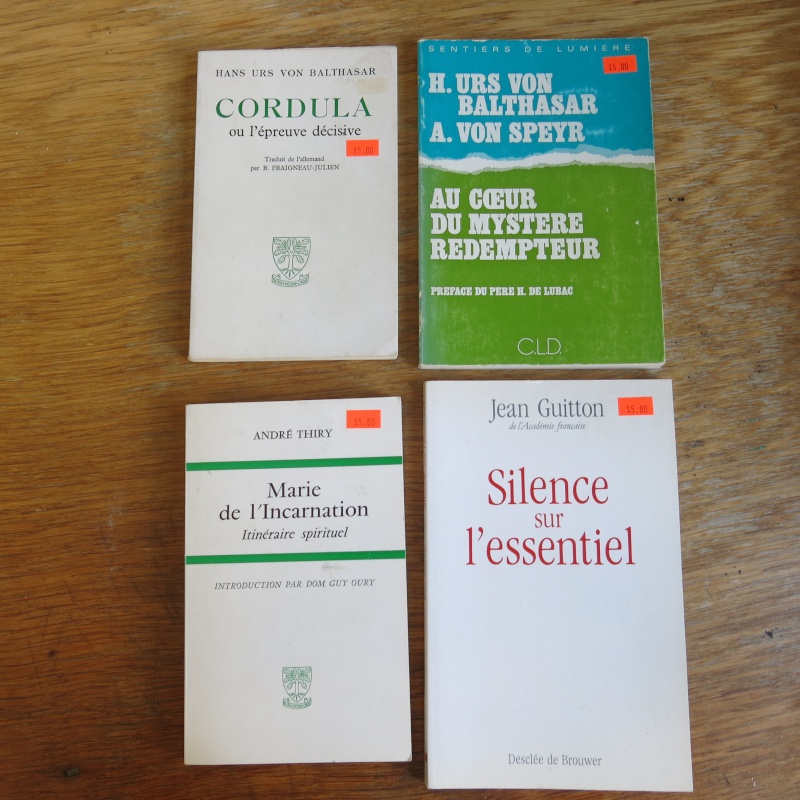 HANS URS VON BALTHASAR
CORDULA
ou l'épreuve décisive
$5.00
Traduit de l'allemand
par B. FRAIGNEAU-JULIEN
SENTIERS DE LUMIÈRE
$5.00
H. URS VON
BALTHASAR
A. VON SPEYR
AU CŒUR
DU MYSTERE
REDEMPTEUR
PREFACE DU PERE H. DE LUBAC
C.L.D.
$5.00
ANDRÉ THIRY
Marie
de l'Incarnation
Itinéraire spirituel
INTRODUCTION PAR DOM GUY OURY
Jean Guitton
de l'Académie française
$5.00
Silence
sur
l'essentiel
Desclée de Brouwer